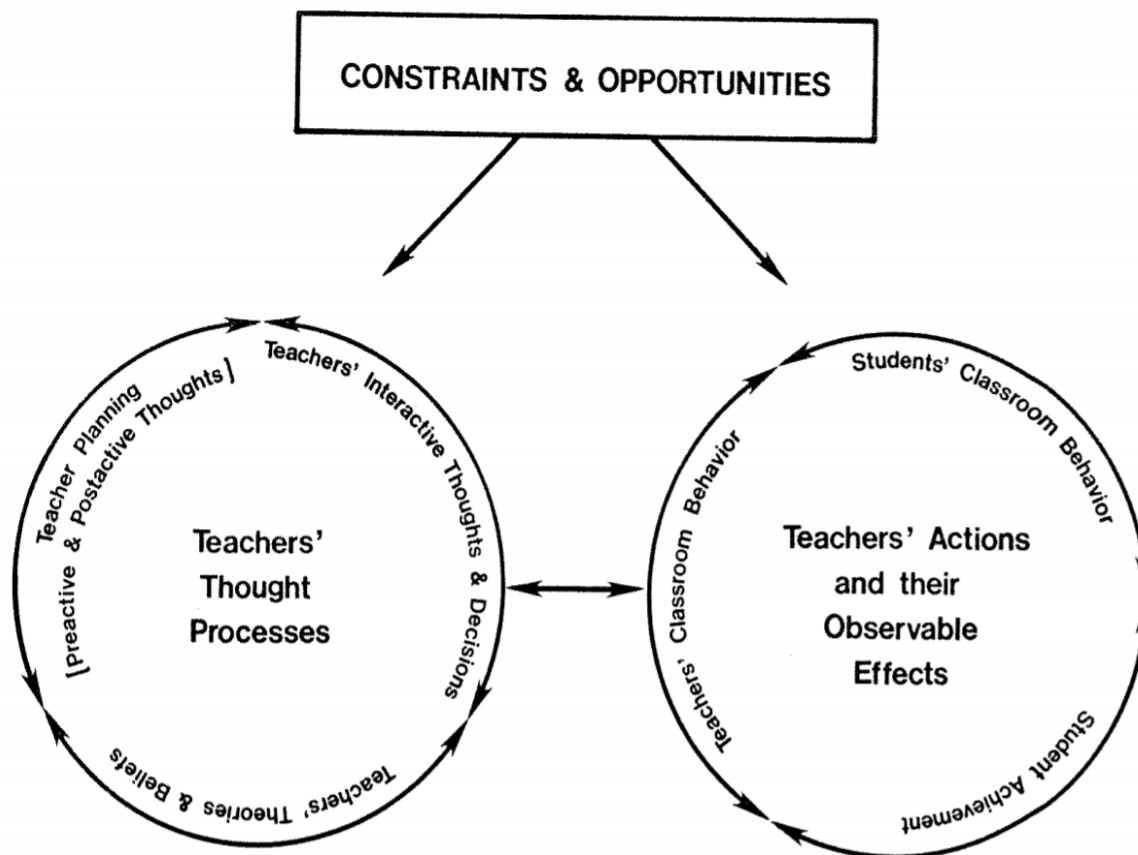 CONSTRAINTS & OPPORTUNITIES
Teacher Planning
[Preactive & Postactive Thoughts]
Teachers' Interactive Thoughts & Decisions
Teachers' Theories & Beliefs
Teachers'
Thought
Processes
Teachers' Classroom Behavior
Students' Classroom Behavior
Student Achievement
Teachers' Actions
and their
Observable
Effects